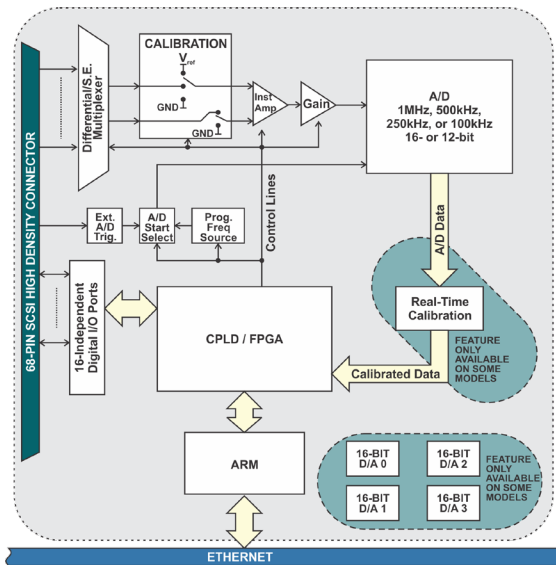 CALIBRATION
Vref
GND
GND
Differential/S.E.
Multiplexer
Inst
Amp
Gain
A/D
1MHz, 500kHz,
250kHz, or 100kHz
16- or 12-bit
68-PIN SCSI HIGH DENSITY CONNECTOR
Ext.
A/D
Trig.
A/D
Start
Select
Prog.
Freq
Source
Control Lines
A/D Data
16-Independent
Digital I/O Ports
CPLD / FPGA
Real-Time
Calibration
FEATURE
ONLY
AVAILABLE
ON SOME
MODELS
Calibrated Data
ARM
16-BIT
D/A 0
16-BIT
D/A 2
16-BIT
D/A 1
16-BIT
D/A 3
FEATURE
ONLY
AVAILABLE
ON SOME
MODELS
ETHERNET